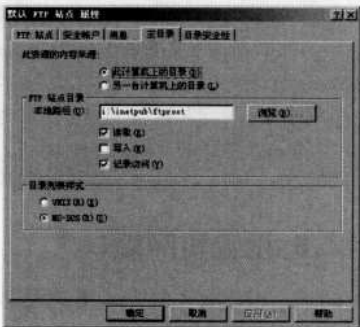 默认 FTP 站点 属性
FTP 站点 安全帐户 消息 主目录 目录安全性
此资源的内容来源:
此计算机上的目录(D)
另一台计算机上的目录(L)
FTP 站点目录
本地路径(O): i:\inetpub\ftproot 浏览(O)...
读取(R)
写入(W)
记录访问(V)
目录列表样式
UNIX(R)(U)
MS-DOS(R)(S)
确定 取消 应用(A) 帮助